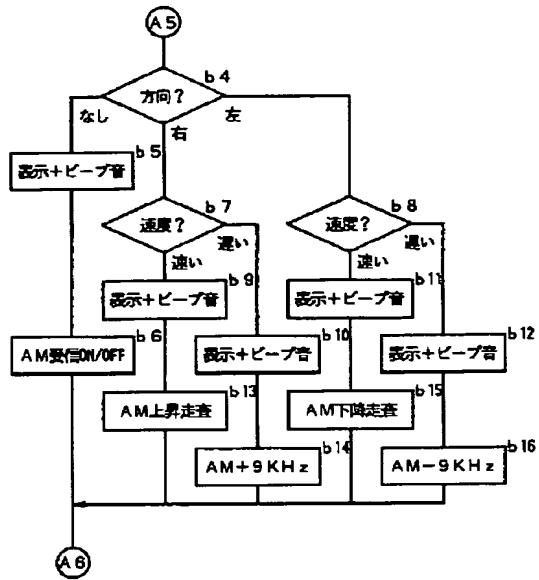 A5
b4
方向?
なし
右
左
b5
表示+ビープ音
b7
速度?
遅い
速い
b8
速度?
遅い
速い
b9
表示+ビープ音
b11
表示+ビープ音
b6
AM受信ON/OFF
b10
表示+ビープ音
b12
表示+ビープ音
b13
AM上昇走査
b15
AM下降走査
b14
AM+9KHz
b16
AM-9KHz
A6